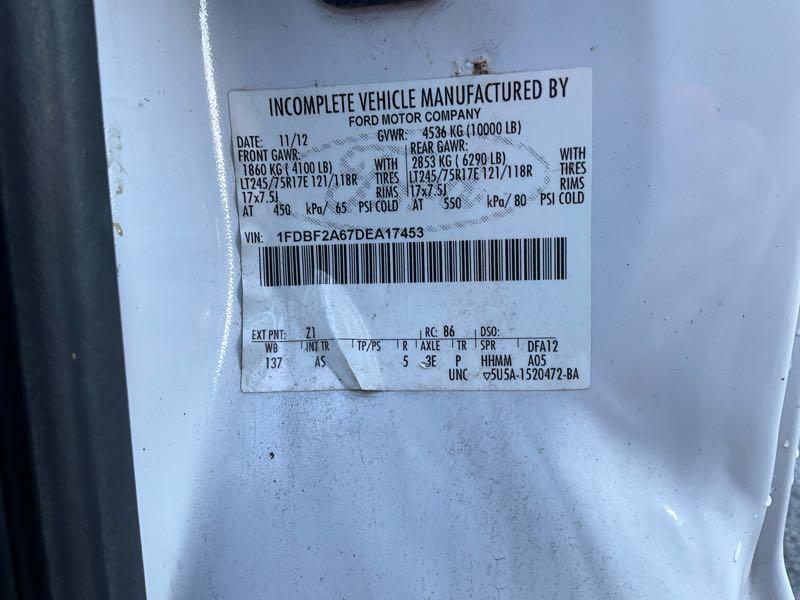 INCOMPLETE VEHICLE MANUFACTURED BY
FORD MOTOR COMPANY
DATE: 11/12 GVWR: 4536 KG (10000 LB)
FRONT GAWR: REAR GAWR:
1860 KG ( 4100 LB) WITH 2853 KG ( 6290 LB) WITH
LT245/75R17E 121/118R TIRES LT245/75R17E 121/118R TIRES
17x7.5J RIMS 17x7.5J RIMS
AT 450 kPa/ 65 PSI COLD AT 550 kPa/ 80 PSI COLD
VIN: 1FDBF2A67DEA17453
EXT PNT: Z1 RC: 86 DSO:
WB INT TR TP/PS R AXLE TR SPR DFA12
137 AS 5 3E P HHMM A05
UNC ▽5U5A-1520472-BA